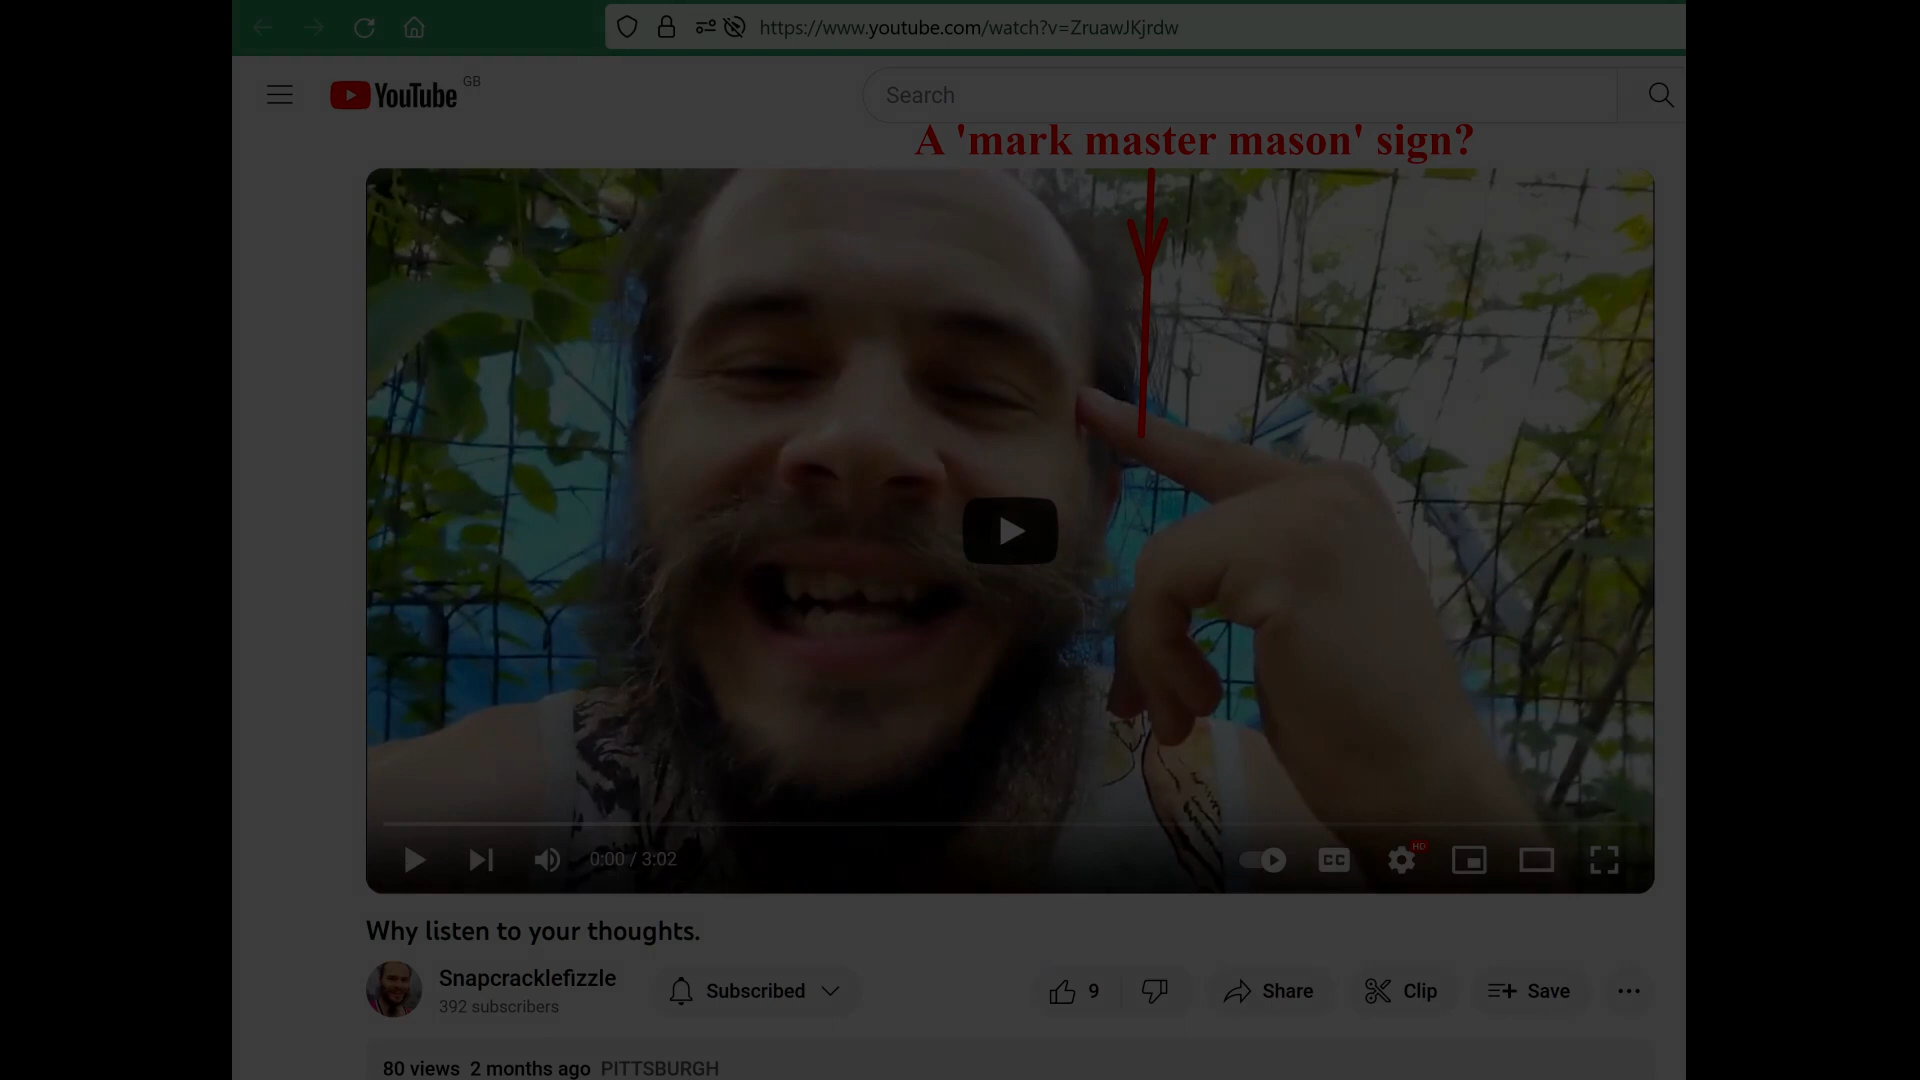 https://www.youtube.com/watch?v=ZruawJKjrdw
YouTube GB
Search
A 'mark master mason' sign?
0:00 / 3:02
CC
HD
Why listen to your thoughts.
Snapcracklefizzle
392 subscribers
Subscribed
9
Share
Clip
Save
80 views 2 months ago PITTSBURGH